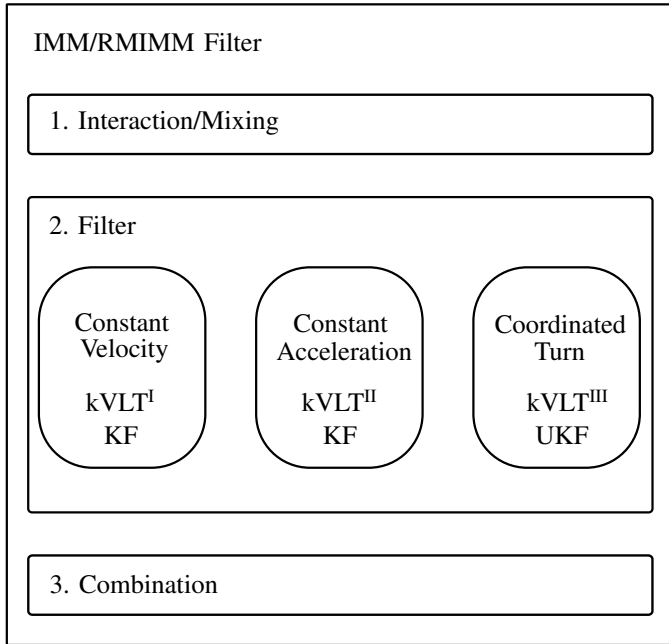 IMM/RMIMM Filter
1. Interaction/Mixing
2. Filter
Constant
Velocity
kVLT^I
KF
Constant
Acceleration
kVLT^II
KF
Coordinated
Turn
kVLT^III
UKF
3. Combination